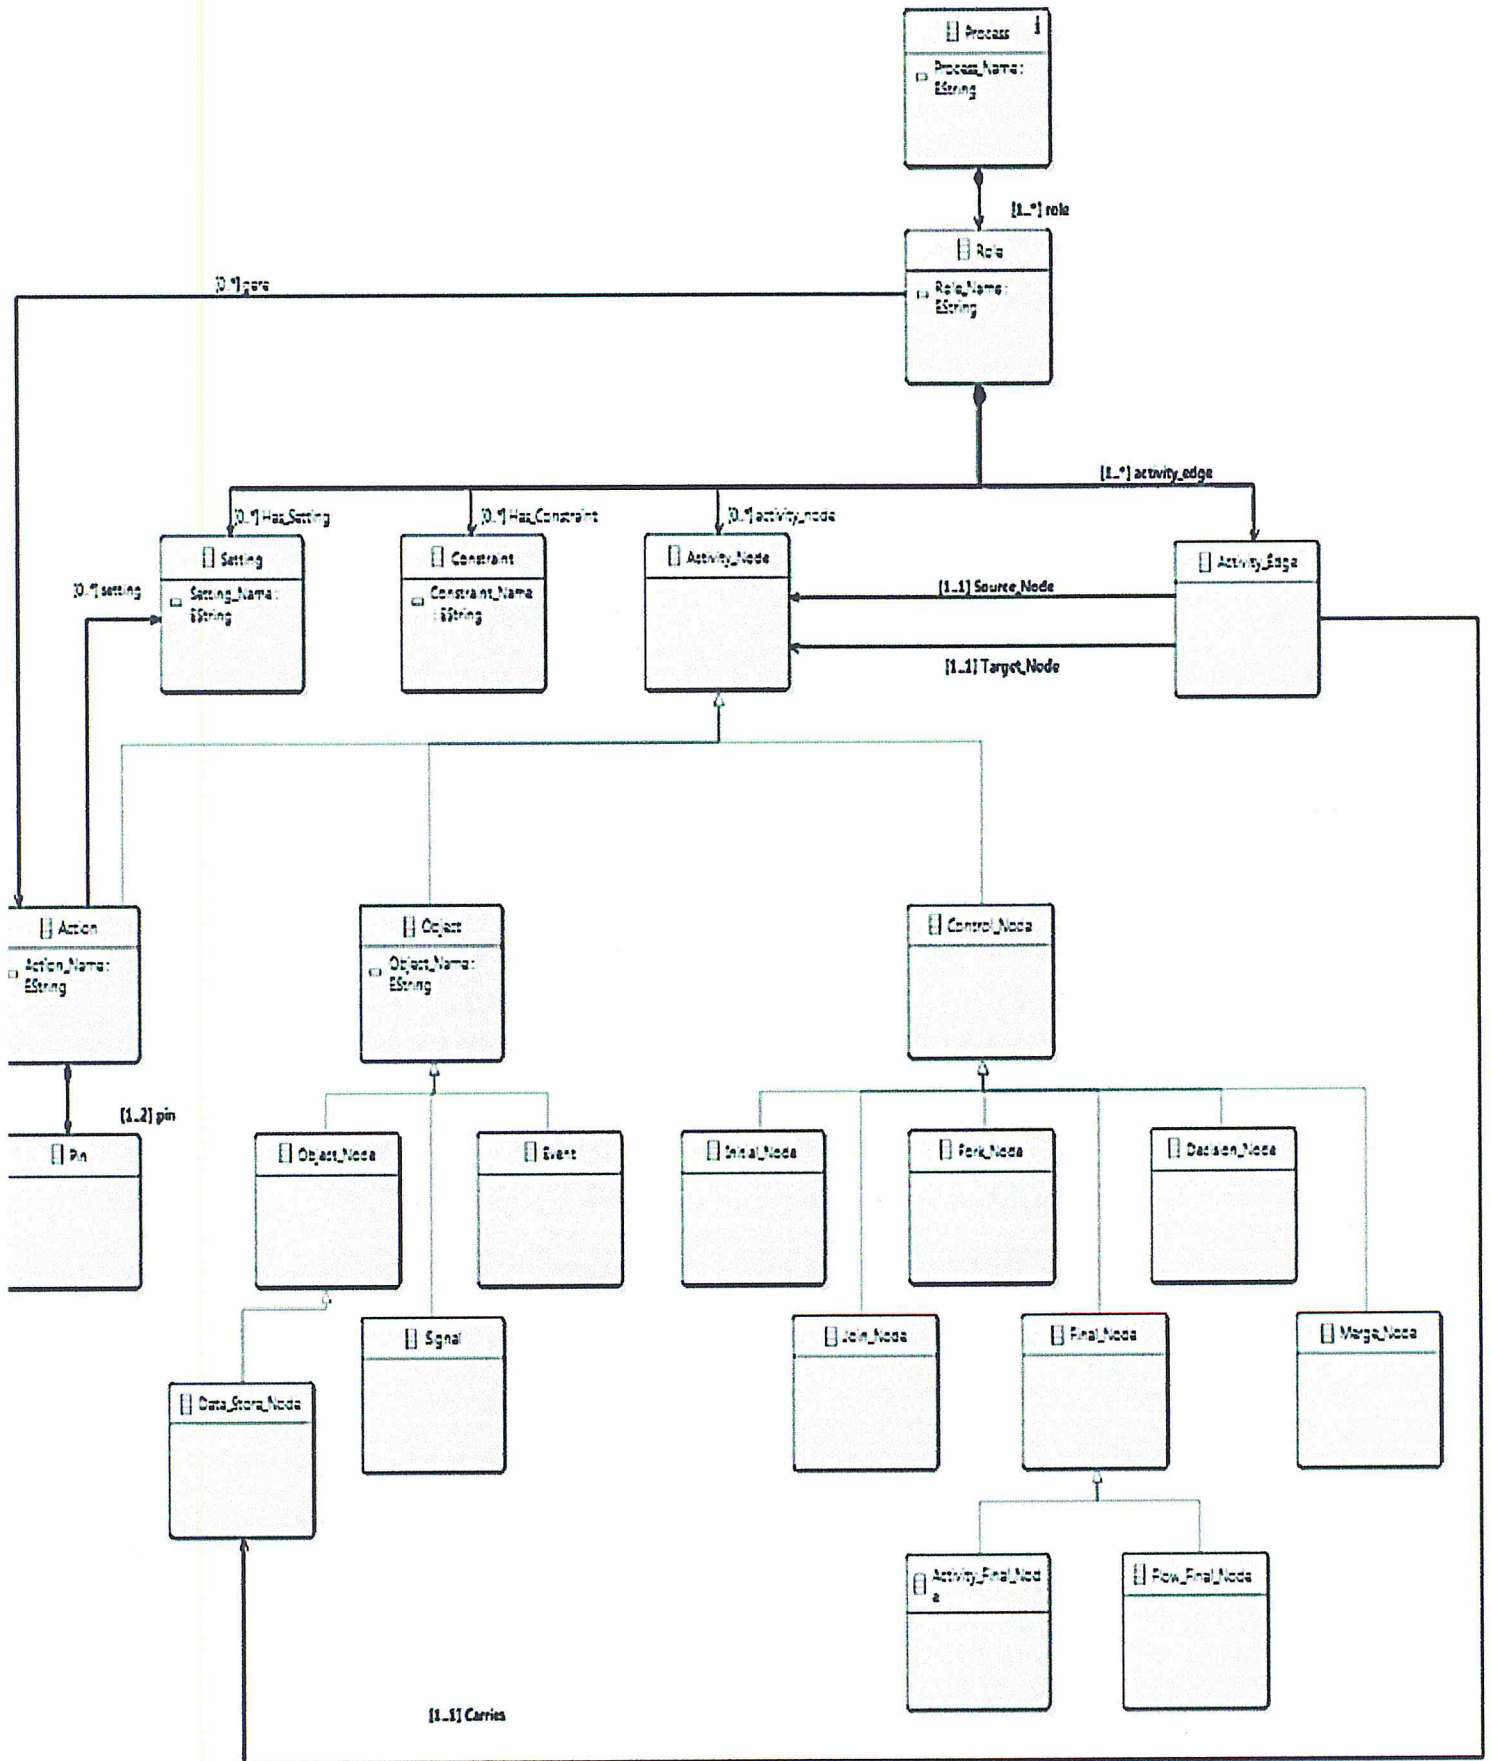 Process
Process_Name :
EString
[1..*] role
Role
Role_Name :
EString
[0..*] gere
[1..*] activity_edge
[0..*] Has_Setting
[0..*] Has_Constraint
[0..*] activity_node
Setting
Setting_Name :
EString
Constraint
Constraint_Name
: EString
Activity_Node
Activity_Edge
[0..*] setting
[1..1] Source_Node
[1..1] Target_Node
Action
Action_Name :
EString
Object
Object_Name :
EString
Control_Node
[1..2] pin
Pin
Object_Node
Event
Initial_Node
Fork_Node
Decision_Node
Signal
Join_Node
Final_Node
Merge_Node
Data_Store_Node
Activity_Final_Nod
e
Flow_Final_Node
[1..1] Carries